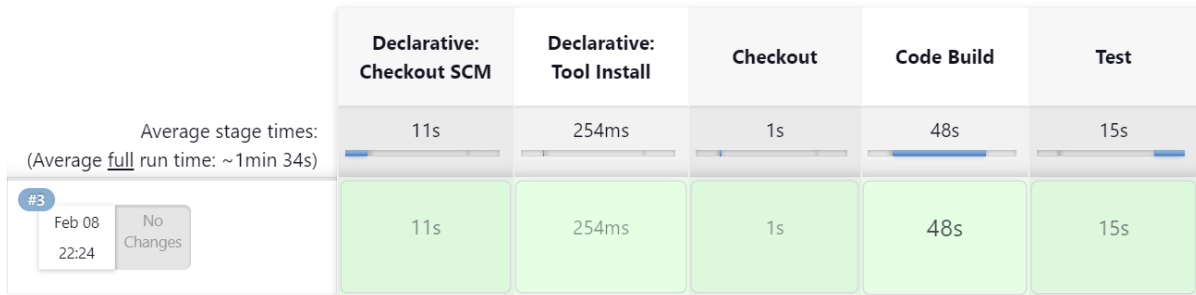 Declarative:
Checkout SCM
Declarative:
Tool Install
Checkout
Code Build
Test
Average stage times:
(Average full run time: ~1min 34s)
11s
254ms
1s
48s
15s
#3
Feb 08
22:24
No
Changes
11s
254ms
1s
48s
15s